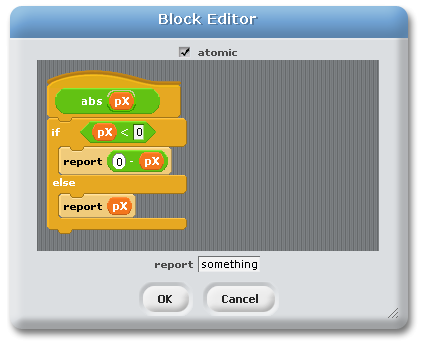 Block Editor
atomic
abs pX
if pX < 0
report 0 - pX
else
report pX
report something
OK Cancel